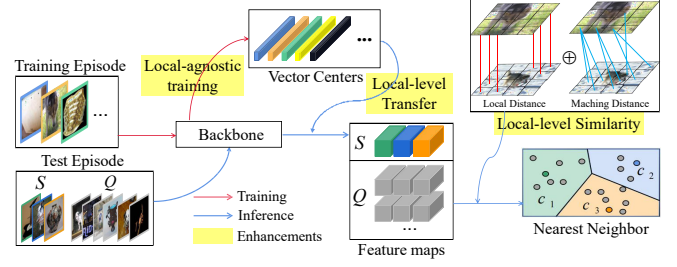 Training Episode
...
Local-agnostic
training
...
Vector Centers
Local-level
Transfer
Local Distance
Maching Distance
Local-level Similarity
Backbone
Test Episode
S
Q
Training
Inference
Enhancements
S
Q
...
Feature maps
c 1
c 2
c 3
Nearest Neighbor